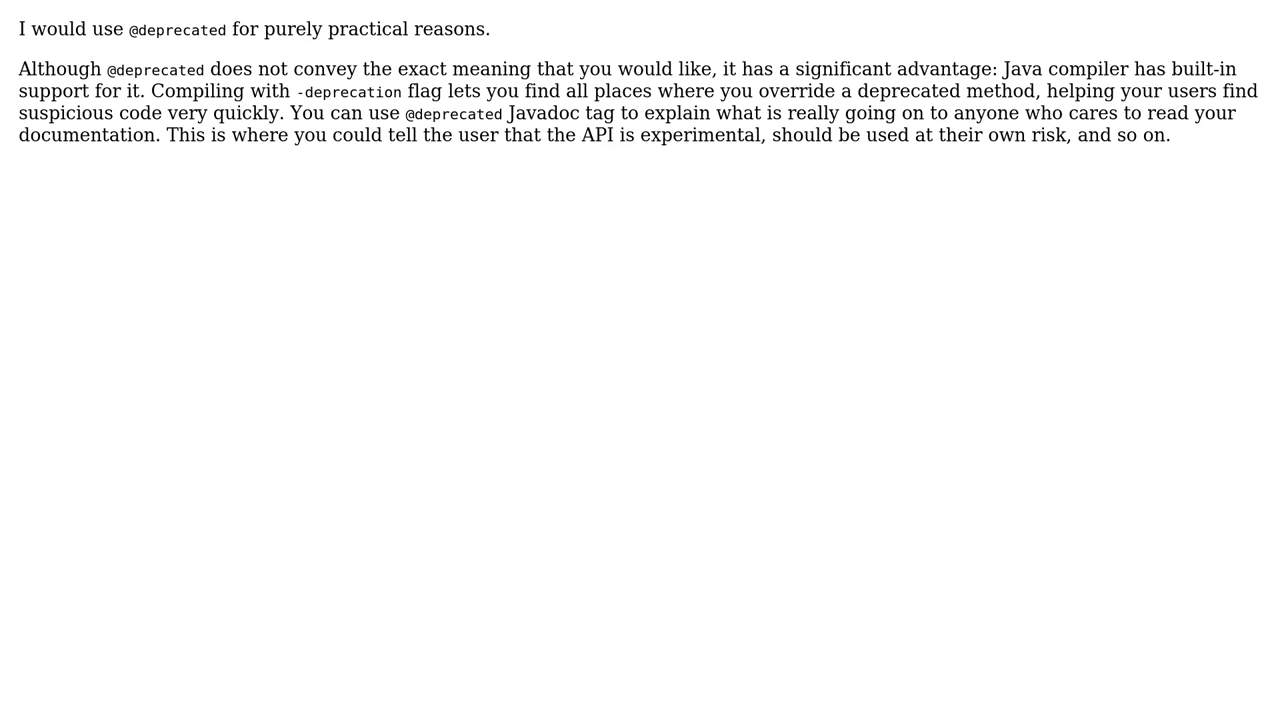 I would use @deprecated for purely practical reasons.
Although @deprecated does not convey the exact meaning that you would like, it has a significant advantage: Java compiler has built-in
support for it. Compiling with -deprecation flag lets you find all places where you override a deprecated method, helping your users find
suspicious code very quickly. You can use @deprecated Javadoc tag to explain what is really going on to anyone who cares to read your
documentation. This is where you could tell the user that the API is experimental, should be used at their own risk, and so on.